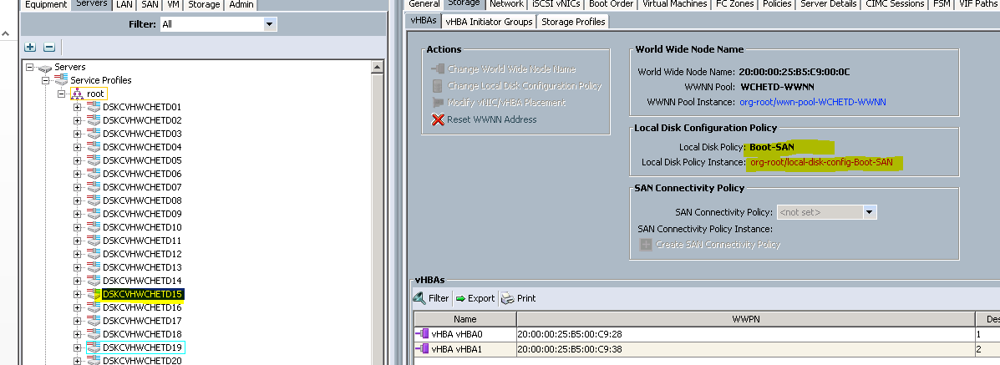 Equipment Servers LAN SAN VM Storage Admin
Filter: All
Servers
Service Profiles
root
DSKCVHWCHETD01
DSKCVHWCHETD02
DSKCVHWCHETD03
DSKCVHWCHETD04
DSKCVHWCHETD05
DSKCVHWCHETD06
DSKCVHWCHETD07
DSKCVHWCHETD08
DSKCVHWCHETD09
DSKCVHWCHETD10
DSKCVHWCHETD11
DSKCVHWCHETD12
DSKCVHWCHETD13
DSKCVHWCHETD14
DSKCVHWCHETD15
DSKCVHWCHETD16
DSKCVHWCHETD17
DSKCVHWCHETD18
DSKCVHWCHETD19
DSKCVHWCHETD20
General Storage Network iSCSI vNICs Boot Order Virtual Machines FC Zones Policies Server Details CIMC Sessions FSM VIF Paths
vHBAs vHBA Initiator Groups Storage Profiles
Actions
Change World Wide Node Name
Change Local Disk Configuration Policy
Modify vNIC/vHBA Placement
Reset WWNN Address
World Wide Node Name
World Wide Node Name: 20:00:00:25:B5:C9:00:0C
WWNN Pool: WCHETD-WWNN
WWNN Pool Instance: org-root/wwn-pool-WCHETD-WWNN
Local Disk Configuration Policy
Local Disk Policy: Boot-SAN
Local Disk Policy Instance: org-root/local-disk-config-Boot-SAN
SAN Connectivity Policy
SAN Connectivity Policy: <not set>
SAN Connectivity Policy Instance:
Create SAN Connectivity Policy
vHBAs
Filter Export Print
Name WWPN Des
vHBA vHBA0 20:00:00:25:B5:00:C9:28 1
vHBA vHBA1 20:00:00:25:B5:00:C9:38 2